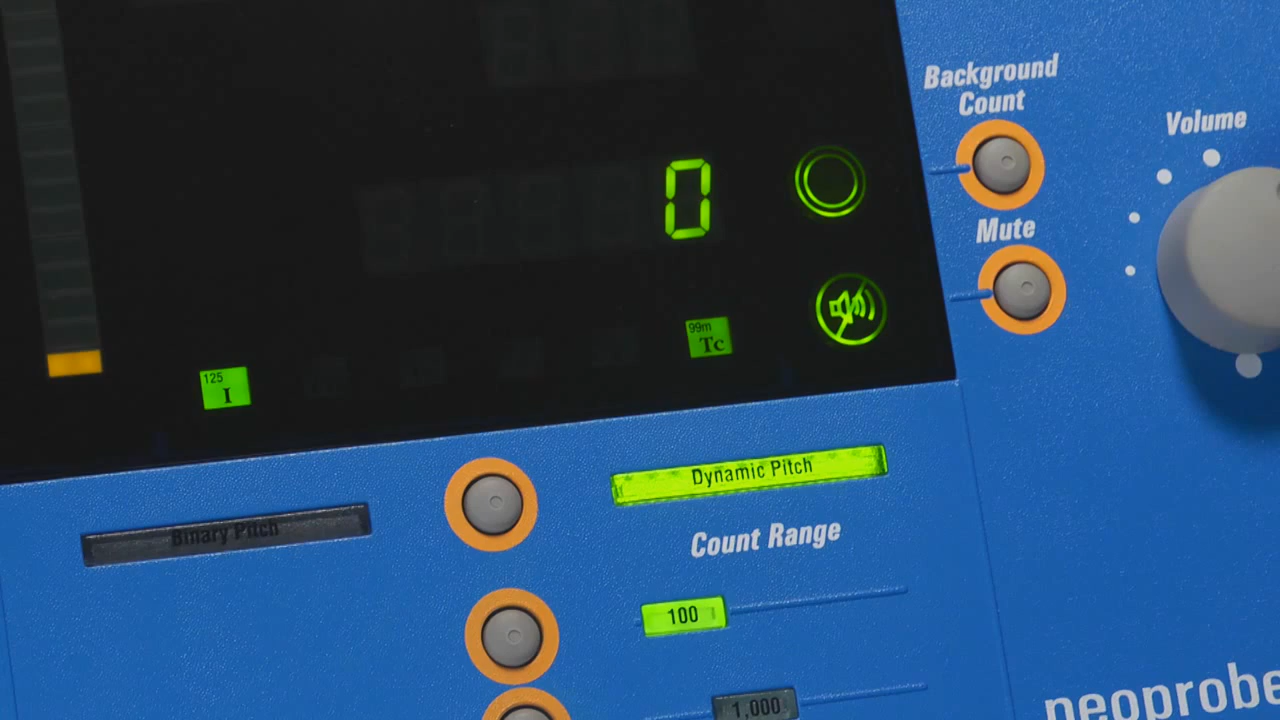 Background
Count
Volume
0
Mute
99m
Tc
125
I
Dynamic Pitch
Binary Pitch
Count Range
100
1,000
neoprobe